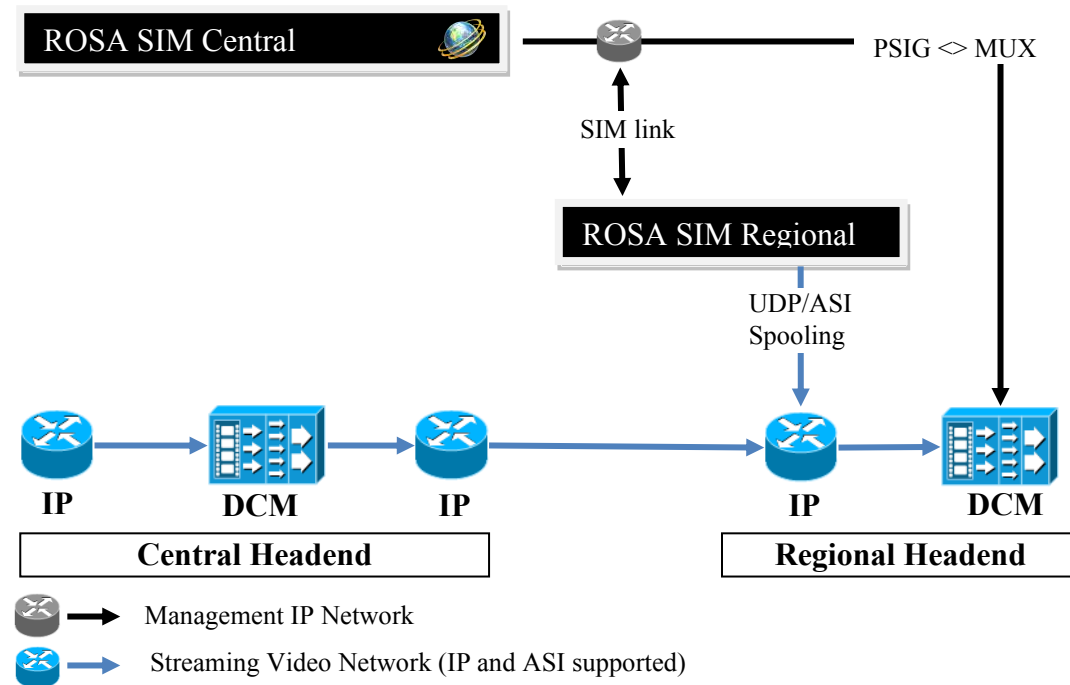 ROSA SIM Central
PSIG <> MUX
SIM link
ROSA SIM Regional
UDP/ASI
Spooling
IP
DCM
IP
IP
DCM
Central Headend
Regional Headend
Management IP Network
Streaming Video Network (IP and ASI supported)